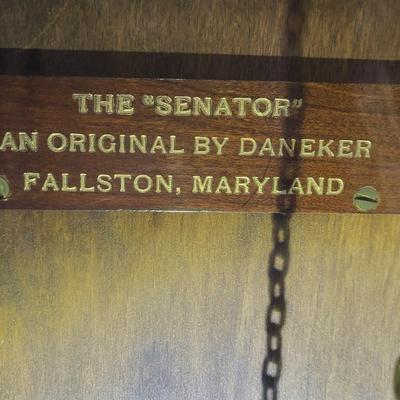 THE "SENATOR"
AN ORIGINAL BY DANEKER
FALLSTON, MARYLAND